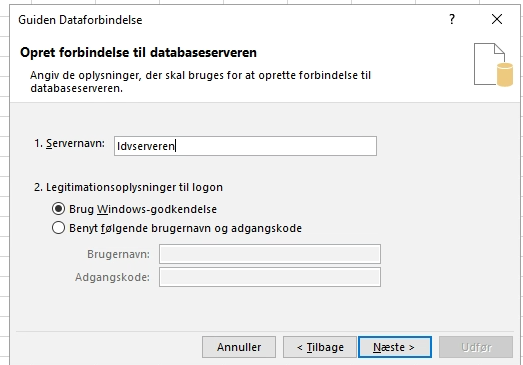 Guiden Dataforbindelse
Opret forbindelse til databaseserveren
Angiv de oplysninger, der skal bruges for at oprette forbindelse til
databaseserveren.
1. Servernavn: Idvserveren
2. Legitimationsoplysninger til logon
Brug Windows-godkendelse
Benyt følgende brugernavn og adgangskode
Brugernavn:
Adgangskode:
Annuller < Tilbage Næste > Udfør